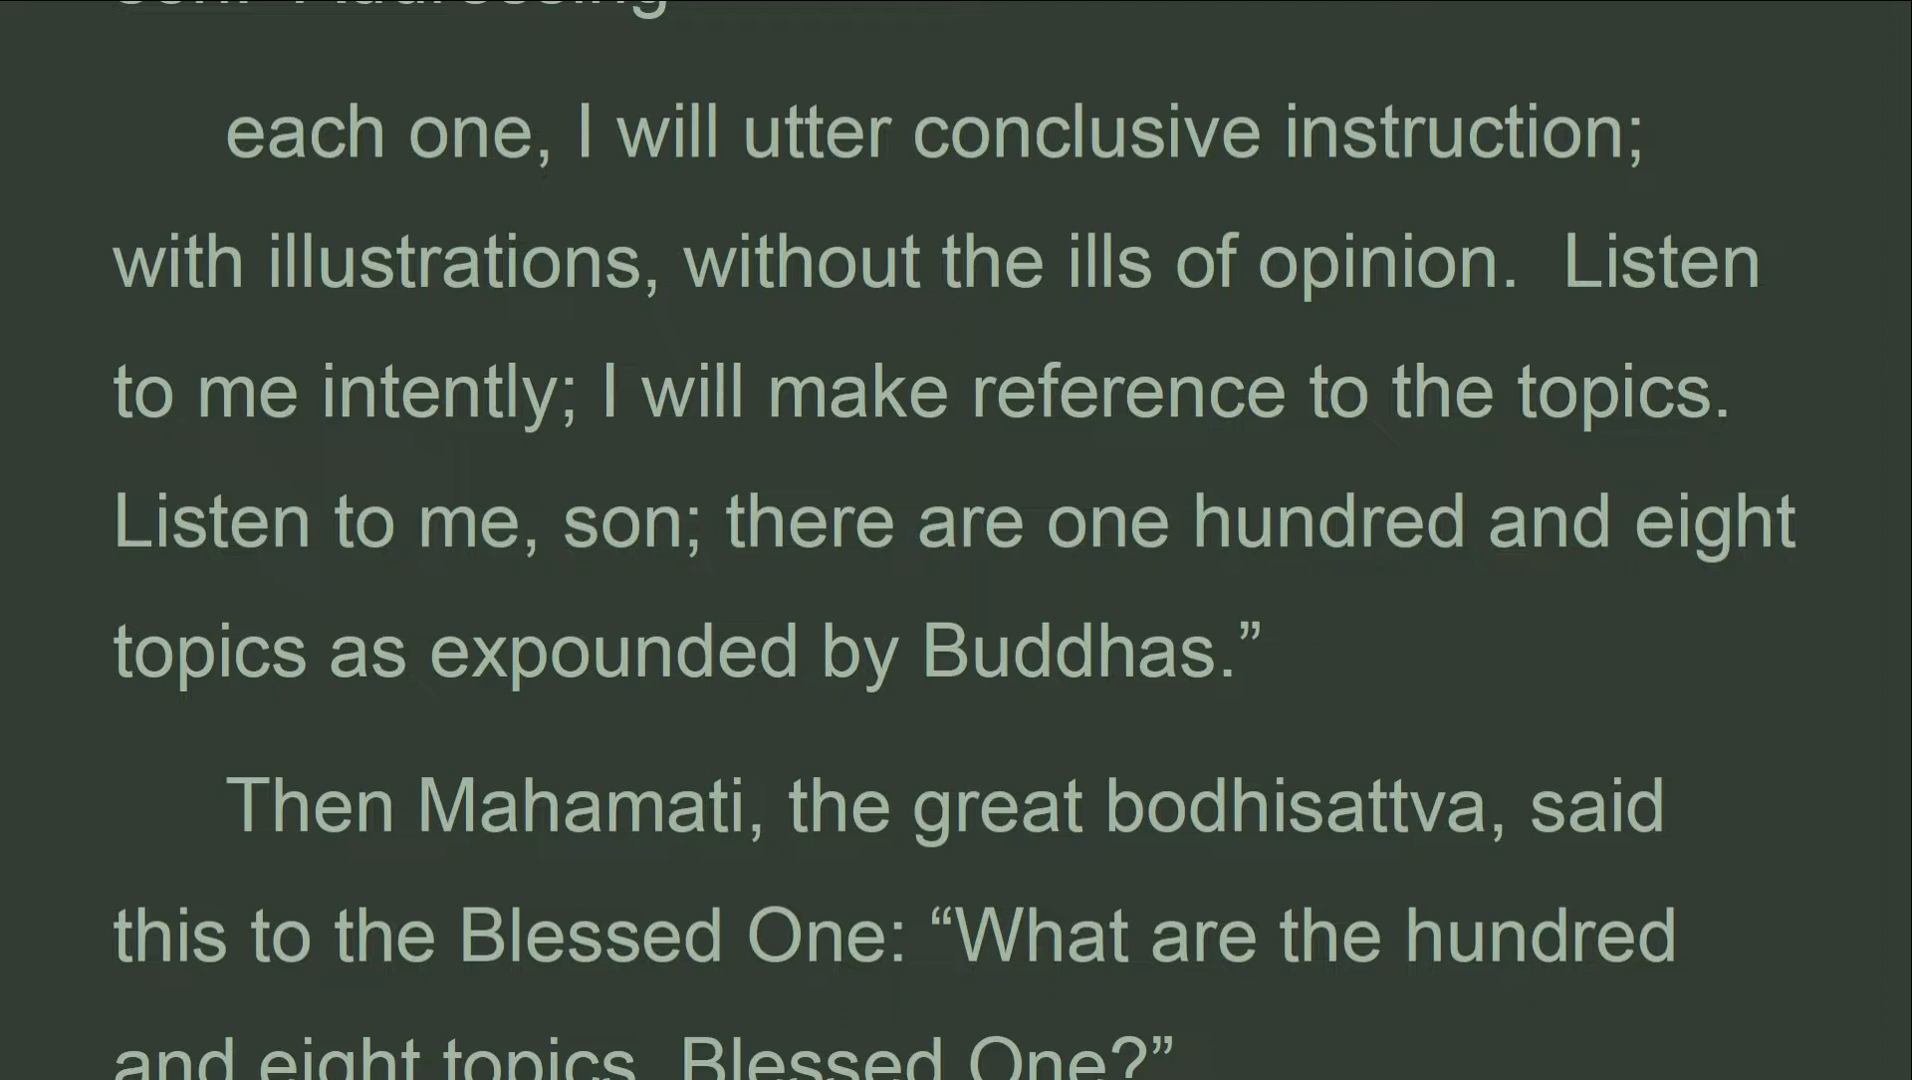 son. Addressing
each one, I will utter conclusive instruction;
with illustrations, without the ills of opinion.  Listen
to me intently; I will make reference to the topics.
Listen to me, son; there are one hundred and eight
topics as expounded by Buddhas.”
Then Mahamati, the great bodhisattva, said
this to the Blessed One: “What are the hundred
and eight topics, Blessed One?”